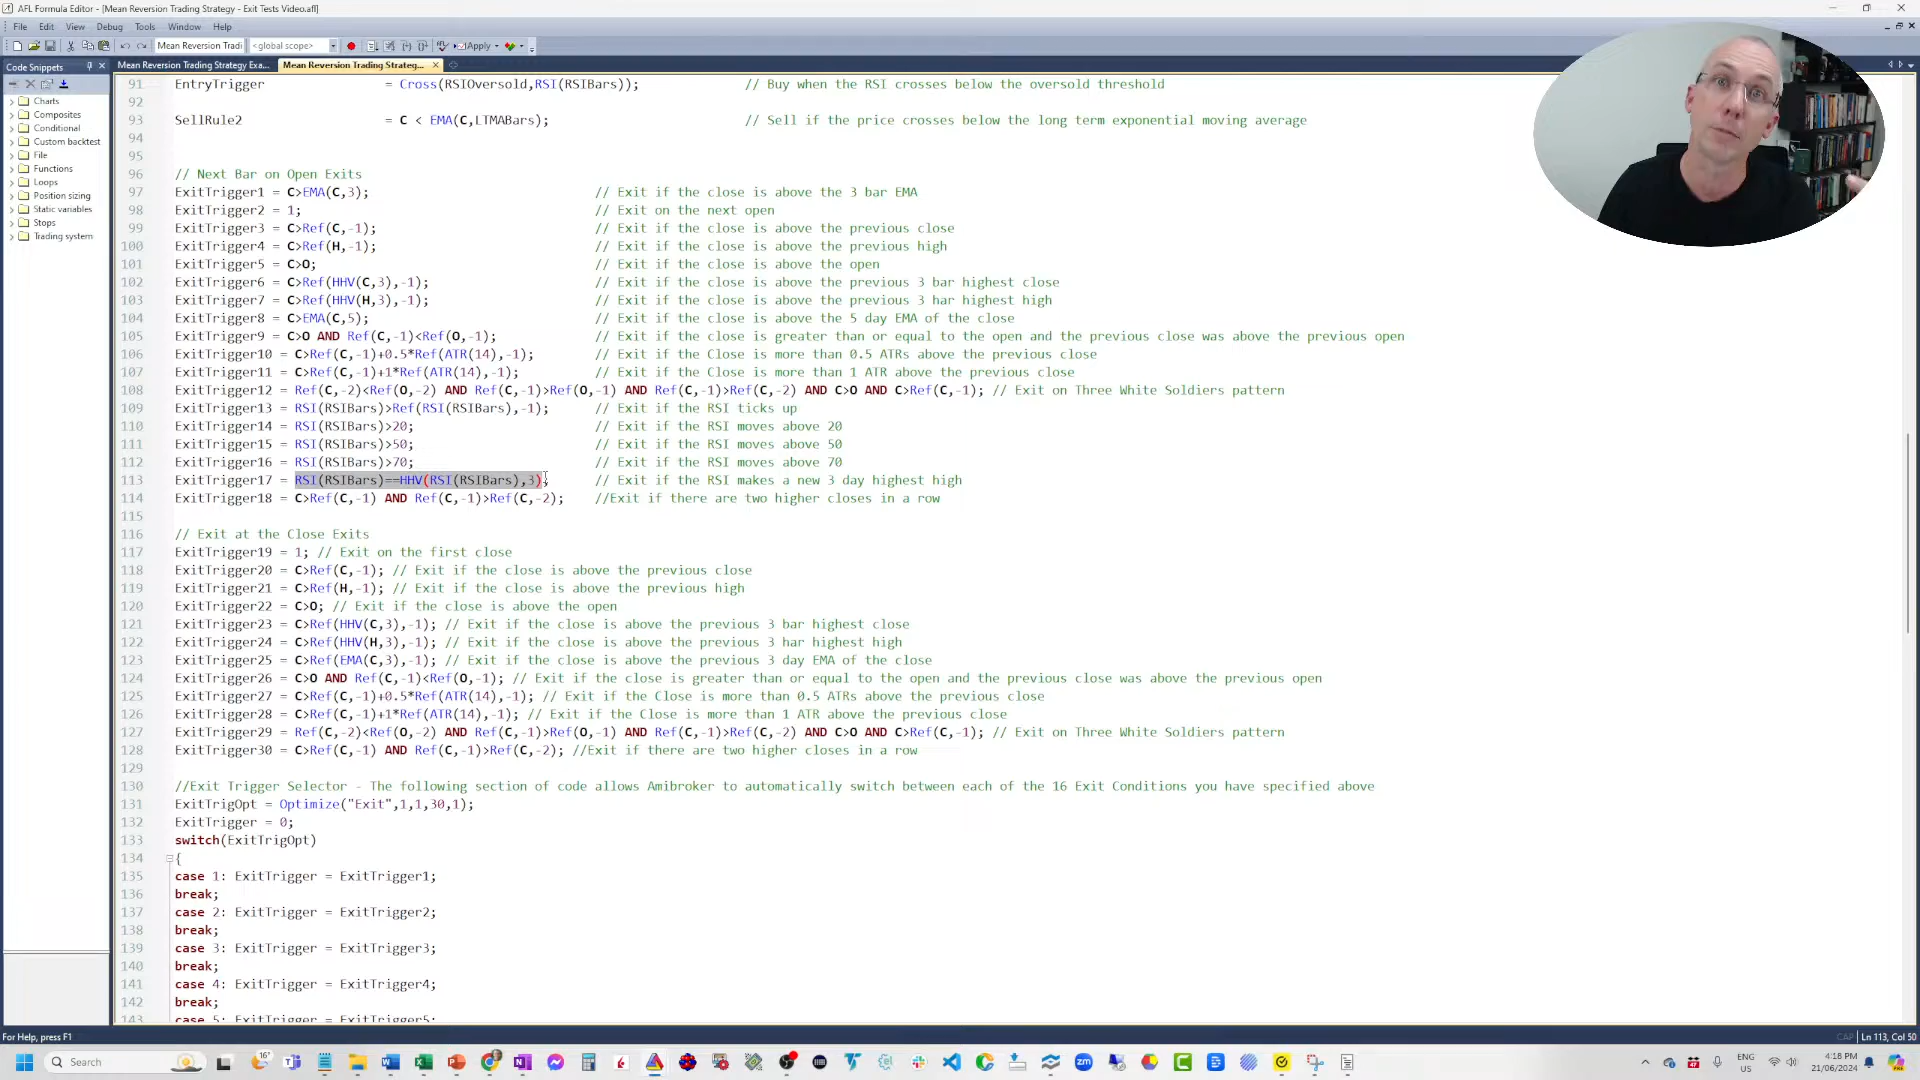 AFL Formula Editor - [Mean Reversion Trading Strategy - Exit Tests Video.afl]
File Edit View Debug Tools Window Help
Mean Reversion Tradi <global scope> Apply
Code Snippets
Mean Reversion Trading Strategy Exa... Mean Reversion Trading Strateg...
Charts
Composites
Conditional
Custom backtest
File
Functions
Loops
Position sizing
Static variables
Stops
Trading system
91 EntryTrigger = Cross(RSIOversold,RSI(RSIBars)); // Buy when the RSI crosses below the oversold threshold
92
93 SellRule2 = C < EMA(C,LTMABars); // Sell if the price crosses below the long term exponential moving average
94
95
96 // Next Bar on Open Exits
97 ExitTrigger1 = C>EMA(C,3); // Exit if the close is above the 3 bar EMA
98 ExitTrigger2 = 1; // Exit on the next open
99 ExitTrigger3 = C>Ref(C,-1); // Exit if the close is above the previous close
100 ExitTrigger4 = C>Ref(H,-1); // Exit if the close is above the previous high
101 ExitTrigger5 = C>O; // Exit if the close is above the open
102 ExitTrigger6 = C>Ref(HHV(C,3),-1); // Exit if the close is above the previous 3 bar highest close
103 ExitTrigger7 = C>Ref(HHV(H,3),-1); // Exit if the close is above the previous 3 har highest high
104 ExitTrigger8 = C>EMA(C,5); // Exit if the close is above the 5 day EMA of the close
105 ExitTrigger9 = C>O AND Ref(C,-1)<Ref(O,-1); // Exit if the close is greater than or equal to the open and the previous close was above the previous open
106 ExitTrigger10 = C>Ref(C,-1)+0.5*Ref(ATR(14),-1); // Exit if the Close is more than 0.5 ATRs above the previous close
107 ExitTrigger11 = C>Ref(C,-1)+1*Ref(ATR(14),-1); // Exit if the Close is more than 1 ATR above the previous close
108 ExitTrigger12 = Ref(C,-2)<Ref(O,-2) AND Ref(C,-1)>Ref(O,-1) AND Ref(C,-1)>Ref(C,-2) AND C>O AND C>Ref(C,-1); // Exit on Three White Soldiers pattern
109 ExitTrigger13 = RSI(RSIBars)>Ref(RSI(RSIBars),-1); // Exit if the RSI ticks up
110 ExitTrigger14 = RSI(RSIBars)>20; // Exit if the RSI moves above 20
111 ExitTrigger15 = RSI(RSIBars)>50; // Exit if the RSI moves above 50
112 ExitTrigger16 = RSI(RSIBars)>70; // Exit if the RSI moves above 70
113 ExitTrigger17 = RSI(RSIBars)==HHV(RSI(RSIBars),3); // Exit if the RSI makes a new 3 day highest high
114 ExitTrigger18 = C>Ref(C,-1) AND Ref(C,-1)>Ref(C,-2); //Exit if there are two higher closes in a row
115
116 // Exit at the Close Exits
117 ExitTrigger19 = 1; // Exit on the first close
118 ExitTrigger20 = C>Ref(C,-1); // Exit if the close is above the previous close
119 ExitTrigger21 = C>Ref(H,-1); // Exit if the close is above the previous high
120 ExitTrigger22 = C>O; // Exit if the close is above the open
121 ExitTrigger23 = C>Ref(HHV(C,3),-1); // Exit if the close is above the previous 3 bar highest close
122 ExitTrigger24 = C>Ref(HHV(H,3),-1); // Exit if the close is above the previous 3 har highest high
123 ExitTrigger25 = C>Ref(EMA(C,3),-1); // Exit if the close is above the previous 3 day EMA of the close
124 ExitTrigger26 = C>O AND Ref(C,-1)<Ref(O,-1); // Exit if the close is greater than or equal to the open and the previous close was above the previous open
125 ExitTrigger27 = C>Ref(C,-1)+0.5*Ref(ATR(14),-1); // Exit if the Close is more than 0.5 ATRs above the previous close
126 ExitTrigger28 = C>Ref(C,-1)+1*Ref(ATR(14),-1); // Exit if the Close is more than 1 ATR above the previous close
127 ExitTrigger29 = Ref(C,-2)<Ref(O,-2) AND Ref(C,-1)>Ref(O,-1) AND Ref(C,-1)>Ref(C,-2) AND C>O AND C>Ref(C,-1); // Exit on Three White Soldiers pattern
128 ExitTrigger30 = C>Ref(C,-1) AND Ref(C,-1)>Ref(C,-2); //Exit if there are two higher closes in a row
129
130 //Exit Trigger Selector - The following section of code allows Amibroker to automatically switch between each of the 16 Exit Conditions you have specified above
131 ExitTrigOpt = Optimize("Exit",1,1,30,1);
132 ExitTrigger = 0;
133 switch(ExitTrigOpt)
134 {
135 case 1: ExitTrigger = ExitTrigger1;
136 break;
137 case 2: ExitTrigger = ExitTrigger2;
138 break;
139 case 3: ExitTrigger = ExitTrigger3;
140 break;
141 case 4: ExitTrigger = ExitTrigger4;
142 break;
143 case 5: ExitTrigger = ExitTrigger5;
For Help, press F1 CAP Ln 113, Col 50
Search 16° ENG US 4:18 PM 21/06/2024